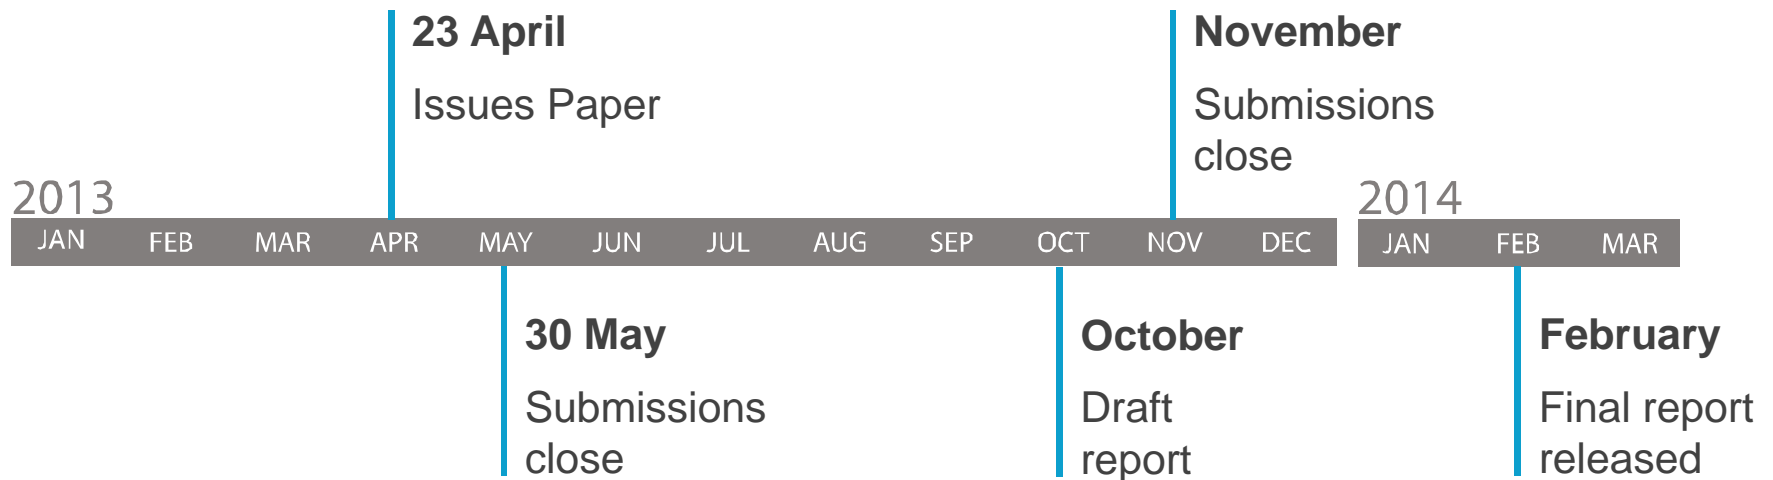 23 April
Issues Paper
November
Submissions
close
2013
2014
JAN FEB MAR APR MAY JUN JUL AUG SEP OCT NOV DEC
JAN FEB MAR
30 May
Submissions
close
October
Draft
report
February
Final report
released